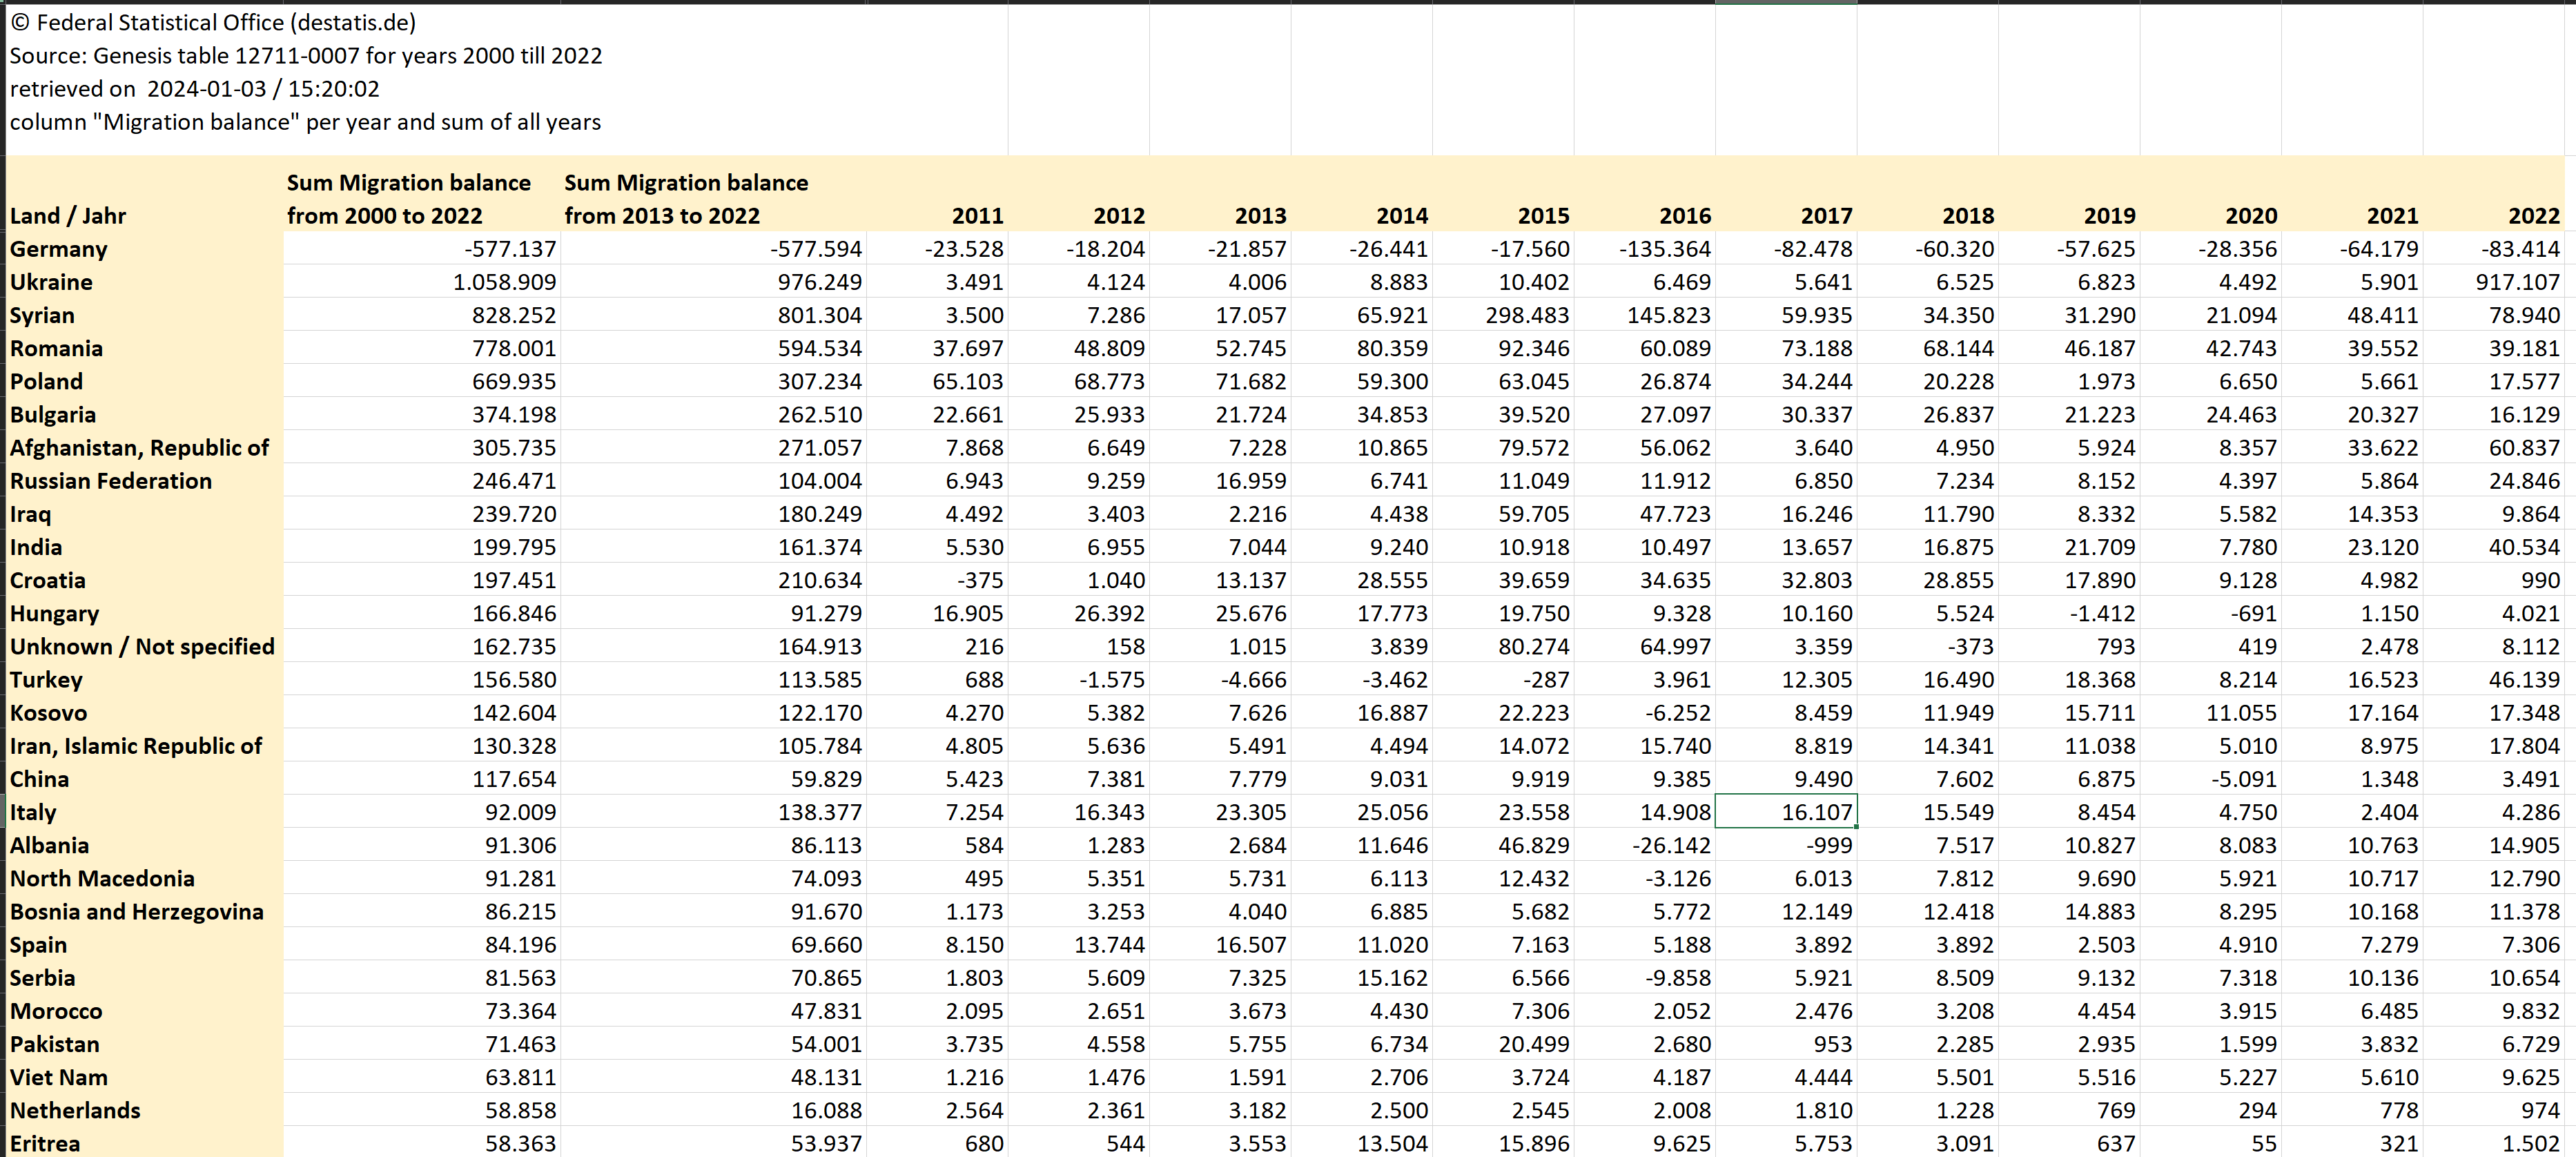 © Federal Statistical Office (destatis.de)
Source: Genesis table 12711-0007 for years 2000 till 2022
retrieved on  2024-01-03 / 15:20:02
column "Migration balance" per year and sum of all years
Land / Jahr Sum Migration balance from 2000 to 2022 Sum Migration balance from 2013 to 2022 2011 2012 2013 2014 2015 2016 2017 2018 2019 2020 2021 2022
Germany -577.137 -577.594 -23.528 -18.204 -21.857 -26.441 -17.560 -135.364 -82.478 -60.320 -57.625 -28.356 -64.179 -83.414
Ukraine 1.058.909 976.249 3.491 4.124 4.006 8.883 10.402 6.469 5.641 6.525 6.823 4.492 5.901 917.107
Syrian 828.252 801.304 3.500 7.286 17.057 65.921 298.483 145.823 59.935 34.350 31.290 21.094 48.411 78.940
Romania 778.001 594.534 37.697 48.809 52.745 80.359 92.346 60.089 73.188 68.144 46.187 42.743 39.552 39.181
Poland 669.935 307.234 65.103 68.773 71.682 59.300 63.045 26.874 34.244 20.228 1.973 6.650 5.661 17.577
Bulgaria 374.198 262.510 22.661 25.933 21.724 34.853 39.520 27.097 30.337 26.837 21.223 24.463 20.327 16.129
Afghanistan, Republic of 305.735 271.057 7.868 6.649 7.228 10.865 79.572 56.062 3.640 4.950 5.924 8.357 33.622 60.837
Russian Federation 246.471 104.004 6.943 9.259 16.959 6.741 11.049 11.912 6.850 7.234 8.152 4.397 5.864 24.846
Iraq 239.720 180.249 4.492 3.403 2.216 4.438 59.705 47.723 16.246 11.790 8.332 5.582 14.353 9.864
India 199.795 161.374 5.530 6.955 7.044 9.240 10.918 10.497 13.657 16.875 21.709 7.780 23.120 40.534
Croatia 197.451 210.634 -375 1.040 13.137 28.555 39.659 34.635 32.803 28.855 17.890 9.128 4.982 990
Hungary 166.846 91.279 16.905 26.392 25.676 17.773 19.750 9.328 10.160 5.524 -1.412 -691 1.150 4.021
Unknown / Not specified 162.735 164.913 216 158 1.015 3.839 80.274 64.997 3.359 -373 793 419 2.478 8.112
Turkey 156.580 113.585 688 -1.575 -4.666 -3.462 -287 3.961 12.305 16.490 18.368 8.214 16.523 46.139
Kosovo 142.604 122.170 4.270 5.382 7.626 16.887 22.223 -6.252 8.459 11.949 15.711 11.055 17.164 17.348
Iran, Islamic Republic of 130.328 105.784 4.805 5.636 5.491 4.494 14.072 15.740 8.819 14.341 11.038 5.010 8.975 17.804
China 117.654 59.829 5.423 7.381 7.779 9.031 9.919 9.385 9.490 7.602 6.875 -5.091 1.348 3.491
Italy 92.009 138.377 7.254 16.343 23.305 25.056 23.558 14.908 16.107 15.549 8.454 4.750 2.404 4.286
Albania 91.306 86.113 584 1.283 2.684 11.646 46.829 -26.142 -999 7.517 10.827 8.083 10.763 14.905
North Macedonia 91.281 74.093 495 5.351 5.731 6.113 12.432 -3.126 6.013 7.812 9.690 5.921 10.717 12.790
Bosnia and Herzegovina 86.215 91.670 1.173 3.253 4.040 6.885 5.682 5.772 12.149 12.418 14.883 8.295 10.168 11.378
Spain 84.196 69.660 8.150 13.744 16.507 11.020 7.163 5.188 3.892 3.892 2.503 4.910 7.279 7.306
Serbia 81.563 70.865 1.803 5.609 7.325 15.162 6.566 -9.858 5.921 8.509 9.132 7.318 10.136 10.654
Morocco 73.364 47.831 2.095 2.651 3.673 4.430 7.306 2.052 2.476 3.208 4.454 3.915 6.485 9.832
Pakistan 71.463 54.001 3.735 4.558 5.755 6.734 20.499 2.680 953 2.285 2.935 1.599 3.832 6.729
Viet Nam 63.811 48.131 1.216 1.476 1.591 2.706 3.724 4.187 4.444 5.501 5.516 5.227 5.610 9.625
Netherlands 58.858 16.088 2.564 2.361 3.182 2.500 2.545 2.008 1.810 1.228 769 294 778 974
Eritrea 58.363 53.937 680 544 3.553 13.504 15.896 9.625 5.753 3.091 637 55 321 1.502